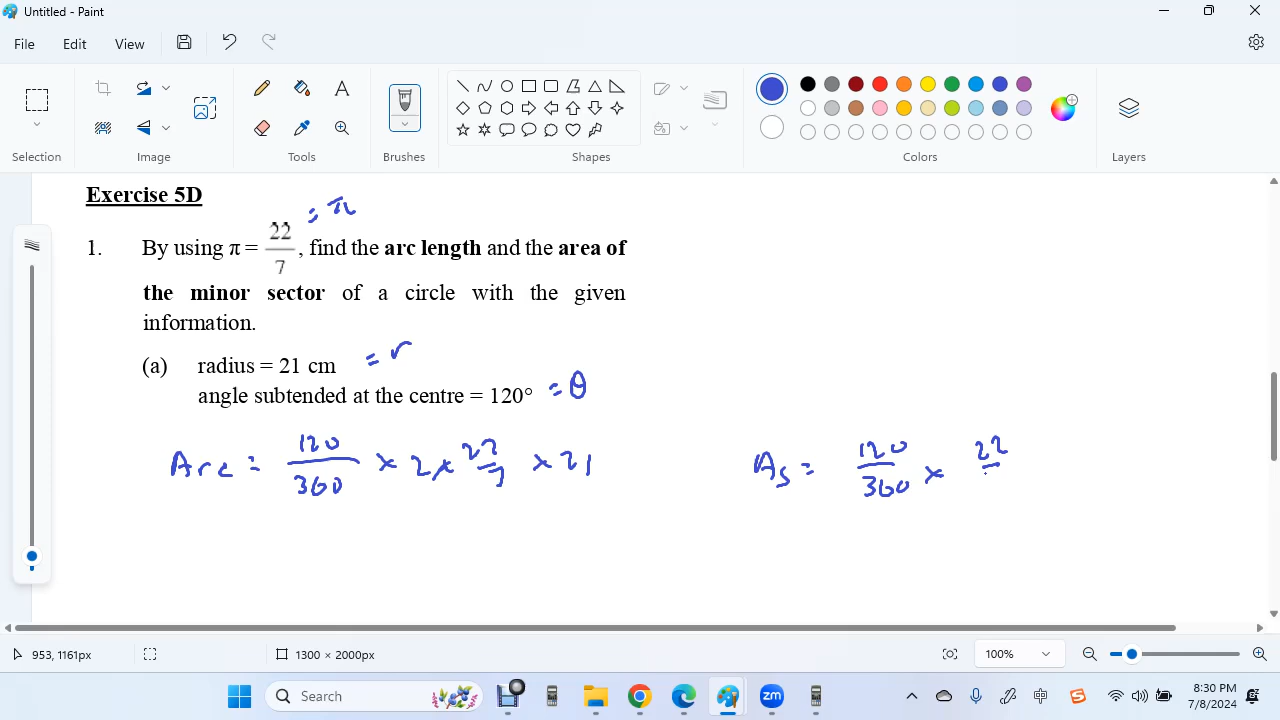 Untitled - Paint
File Edit View
Selection Image Tools Brushes Shapes Colors Layers
Exercise 5D
= π
1. By using π = 22/7, find the arc length and the area of
the minor sector of a circle with the given
information.
(a) radius = 21 cm = r
angle subtended at the centre = 120° = θ
Arc = 120/360 × 2 × 22/7 × 21
As = 120/360 × 22
953, 1161px
1300 × 2000px
100%
Search
zm
中
S
8:30 PM
7/8/2024